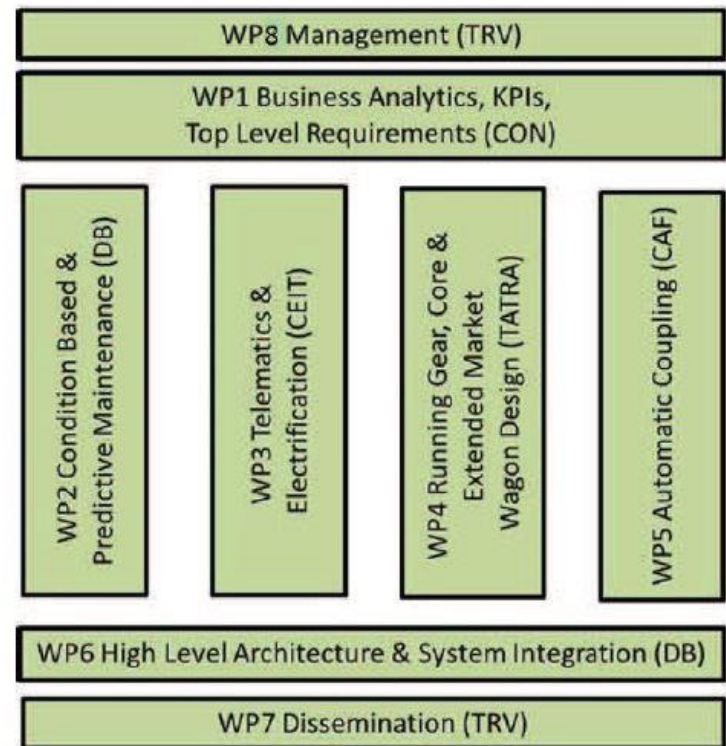 WP8 Management (TRV)
WP1 Business Analytics, KPIs,
Top Level Requirements (CON)
WP2 Condition Based &
Predictive Maintenance (DB)
WP3 Telematics &
Electrification (CEIT)
WP4 Running Gear, Core &
Extended Market
Wagon Design (TATRA)
WP5 Automatic Coupling (CAF)
WP6 High Level Architecture & System Integration (DB)
WP7 Dissemination (TRV)